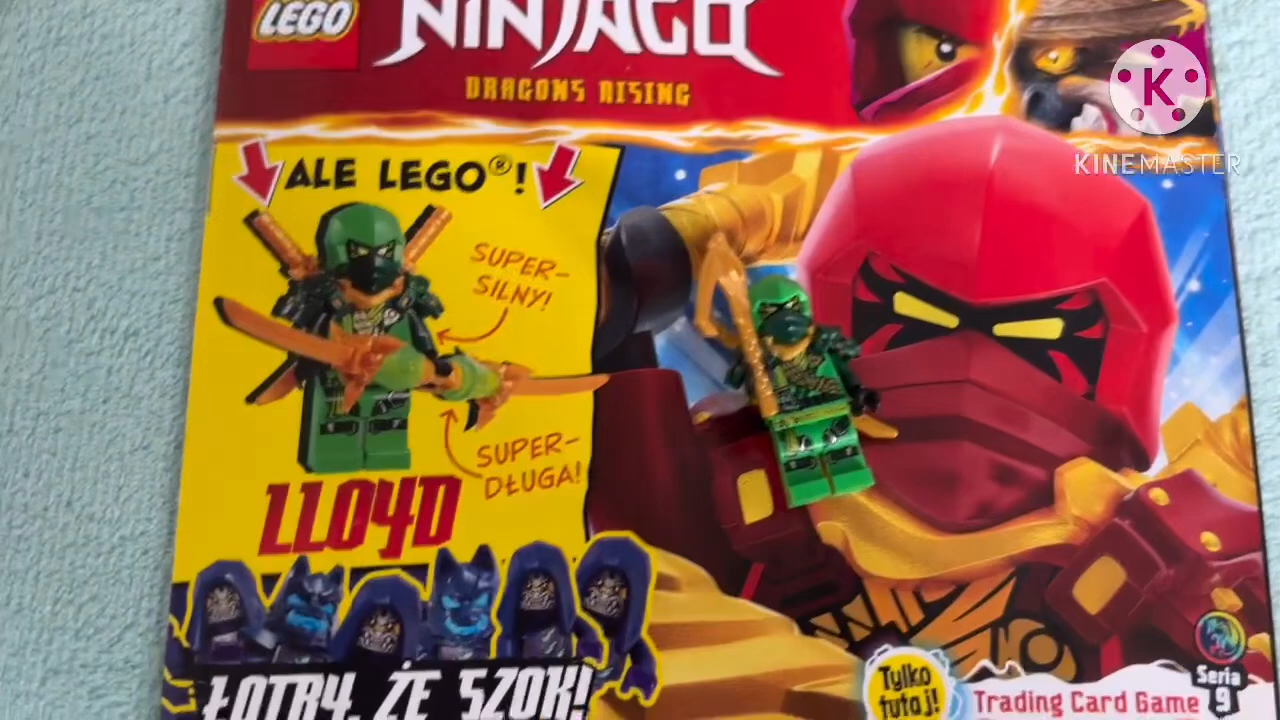 LEGO
NINJAGO
DRAGONS RISING
K
KINEMASTER
ALE LEGO®!
SUPER-
SILNY!
SUPER-
DŁUGA!
LLOYD
ŁOTRY, ŻE SZOK!
Tylko
tutaj!
Trading Card Game
Seria
9